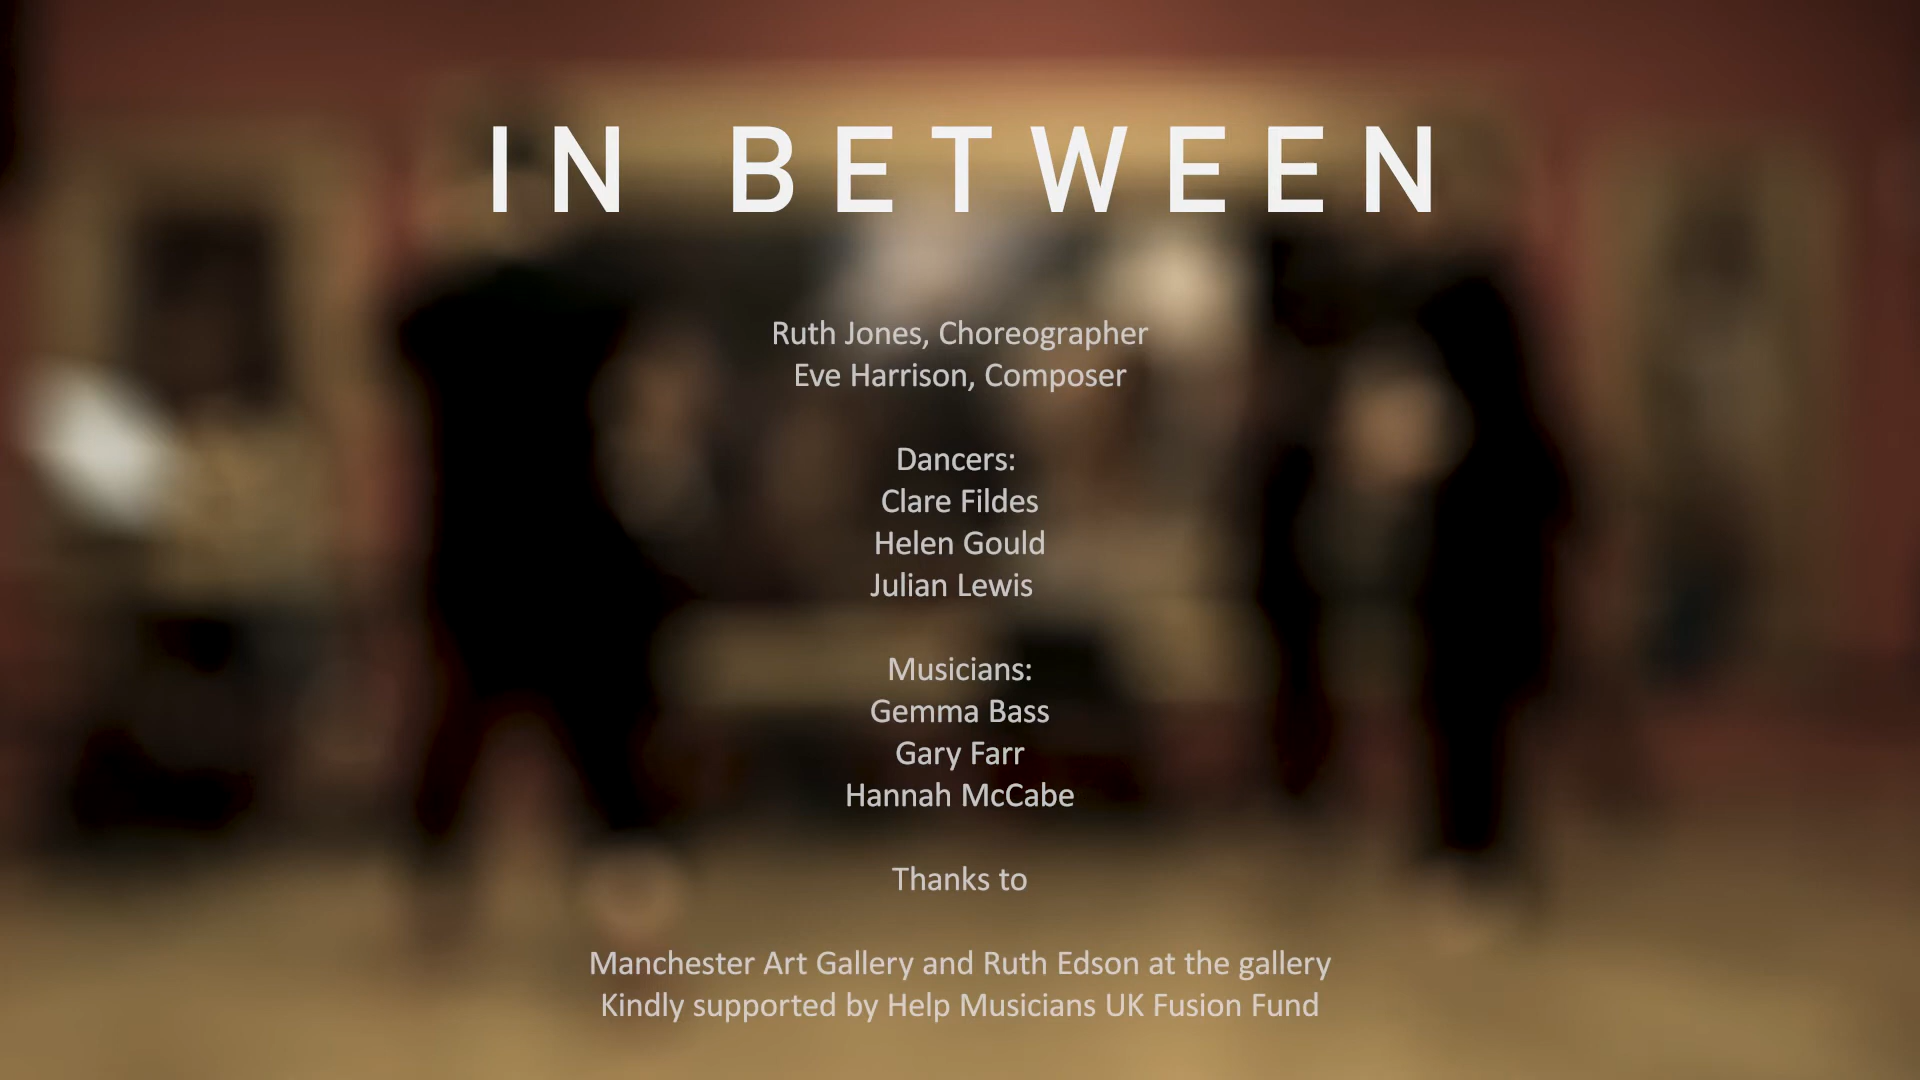 IN BETWEEN
Ruth Jones, Choreographer
Eve Harrison, Composer
Dancers:
Clare Fildes
Helen Gould
Julian Lewis
Musicians:
Gemma Bass
Gary Farr
Hannah McCabe
Thanks to
Manchester Art Gallery and Ruth Edson at the gallery
Kindly supported by Help Musicians UK Fusion Fund